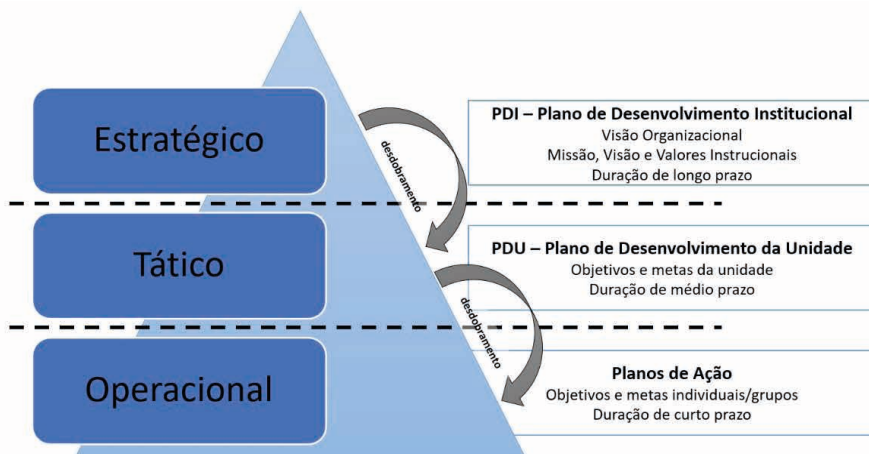 Estratégico
PDI – Plano de Desenvolvimento Institucional
Visão Organizacional
Missão, Visão e Valores Instrucionais
Duração de longo prazo
desdobramento
Tático
PDU – Plano de Desenvolvimento da Unidade
Objetivos e metas da unidade
Duração de médio prazo
desdobramento
Operacional
Planos de Ação
Objetivos e metas individuais/grupos
Duração de curto prazo